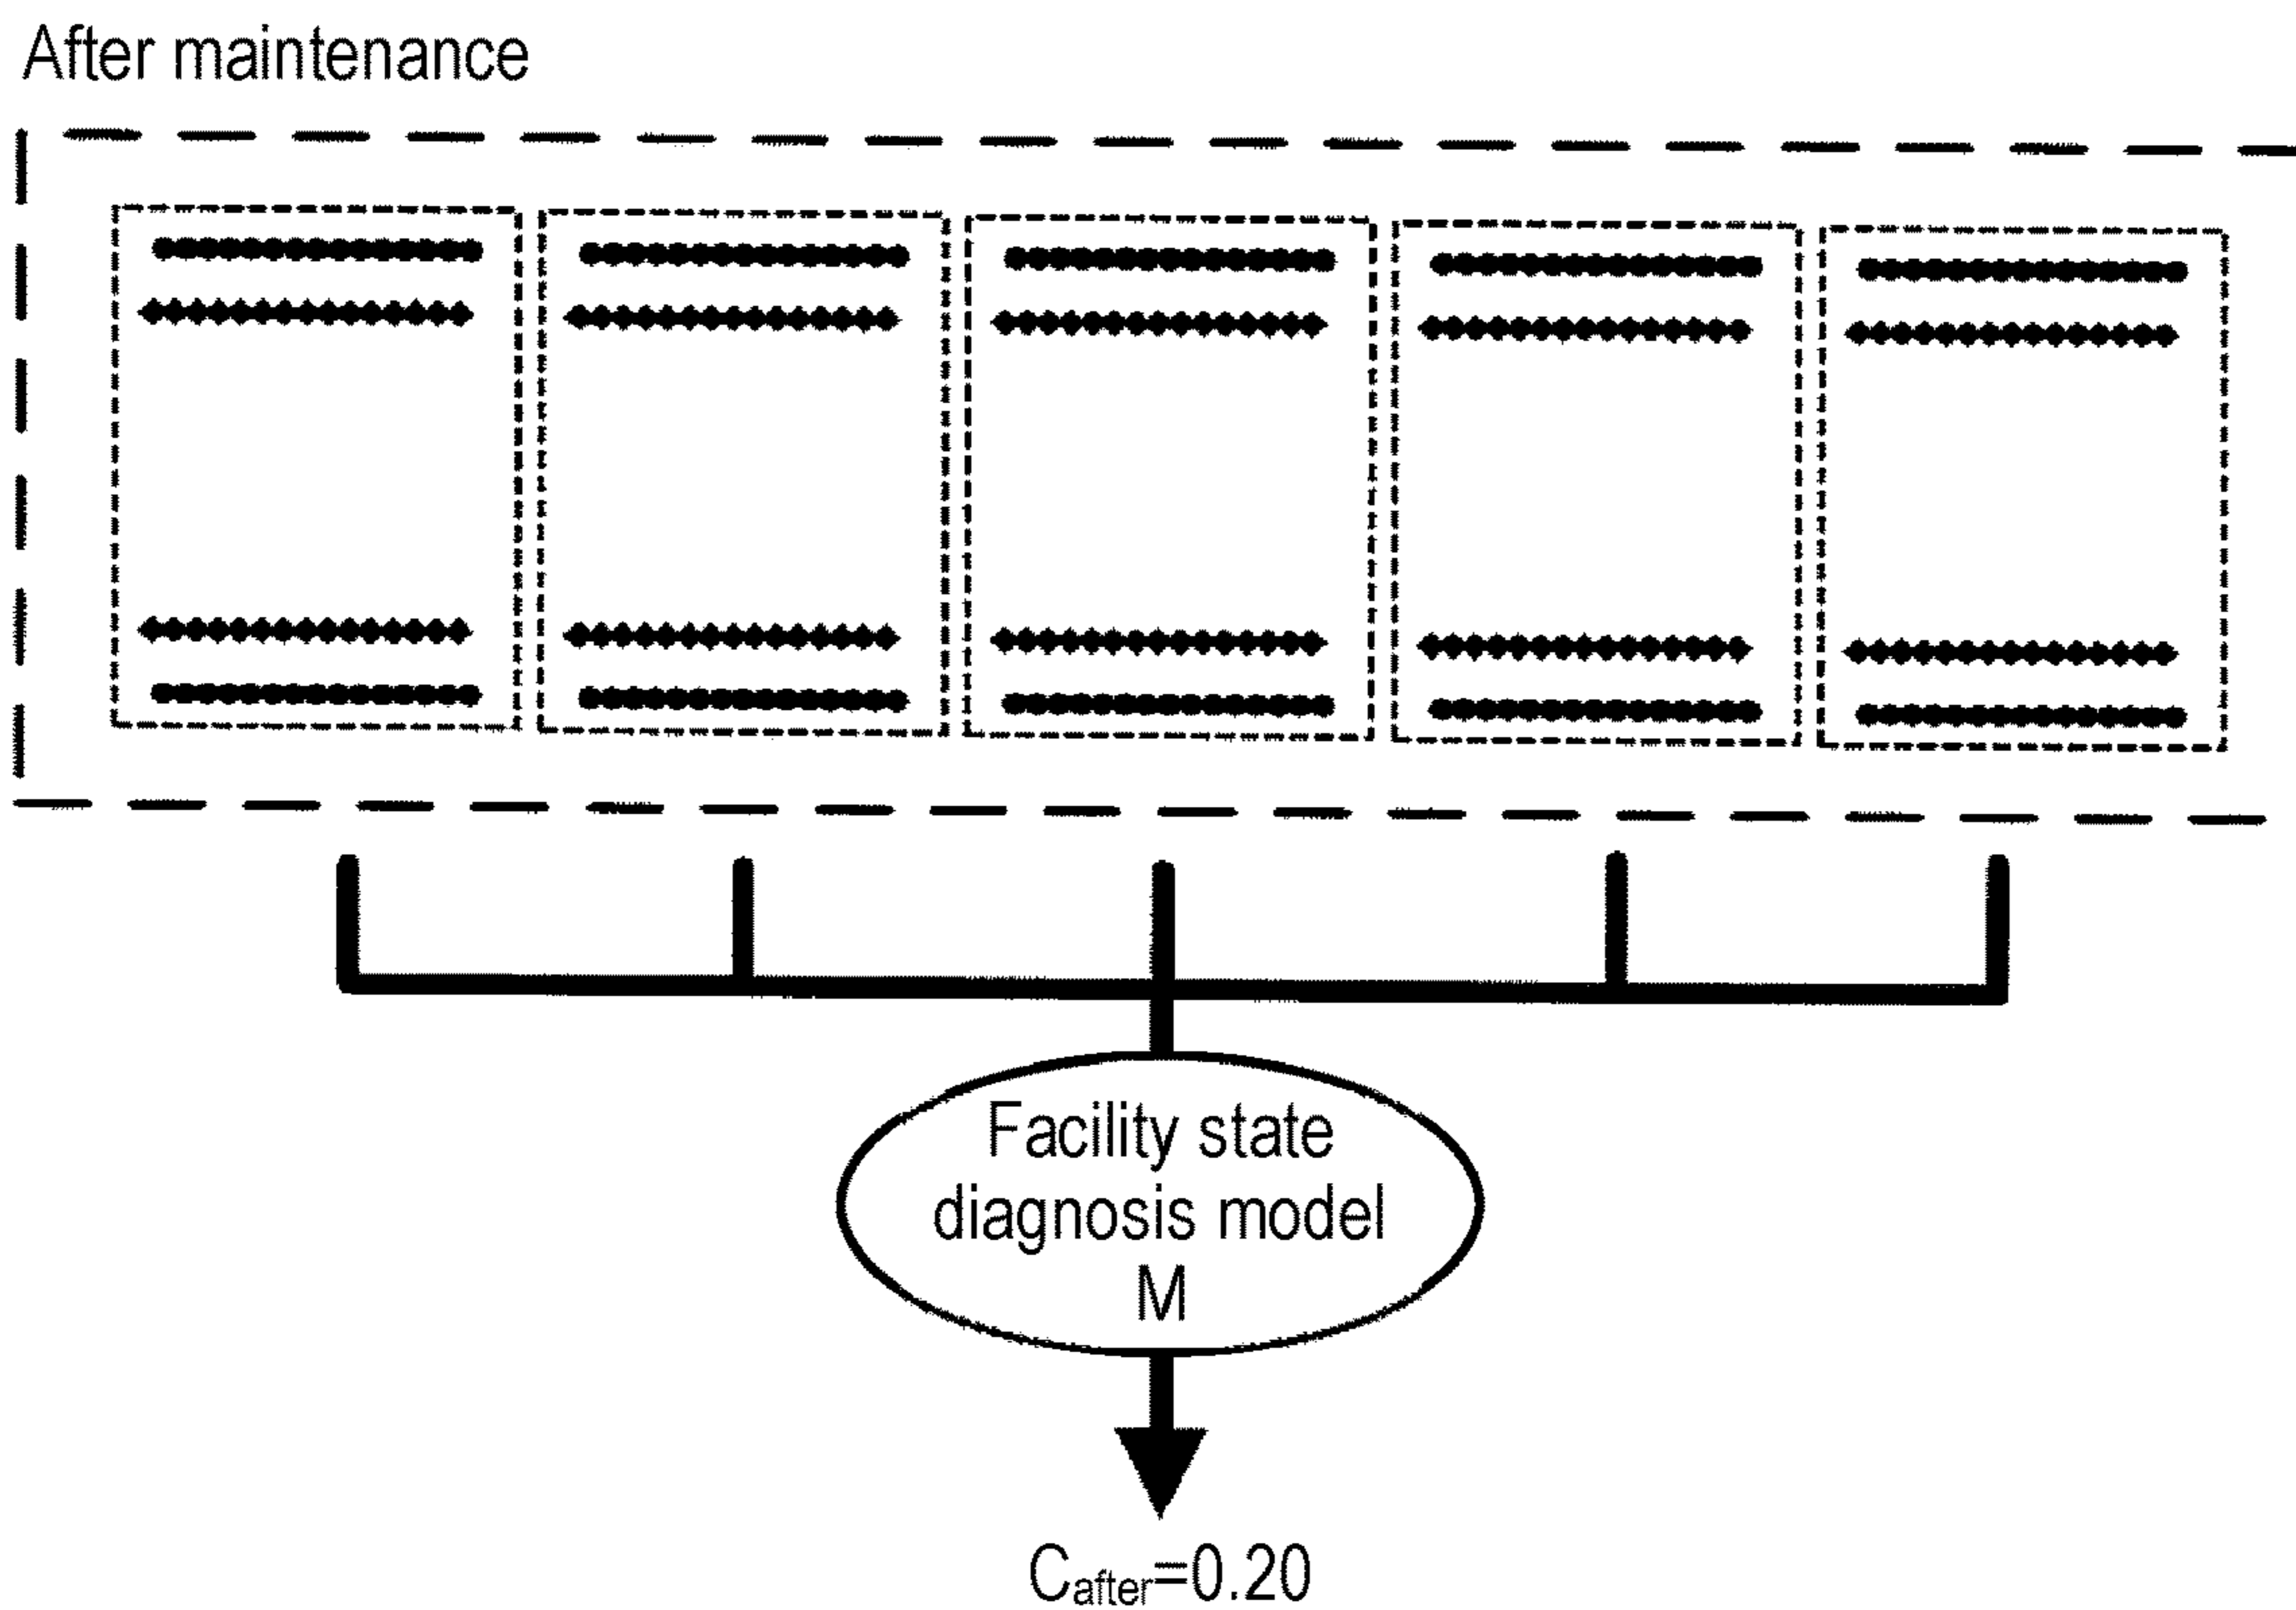 After maintenance
Facility state
diagnosis model
M
Cafter=0.20